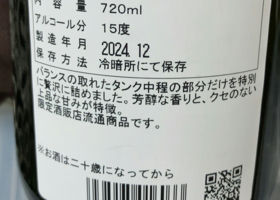 内容量 720ml
アルコール分 15度
製造年月 2024.12
保存方法 冷暗所にて保存
バランスの取れたタンク中程の部分だけを特別
に贅沢に詰めました。芳醇な香りと、クセのない
上品な甘みが特徴。
限定酒販店流通商品です。
※お酒は二十歳になってから